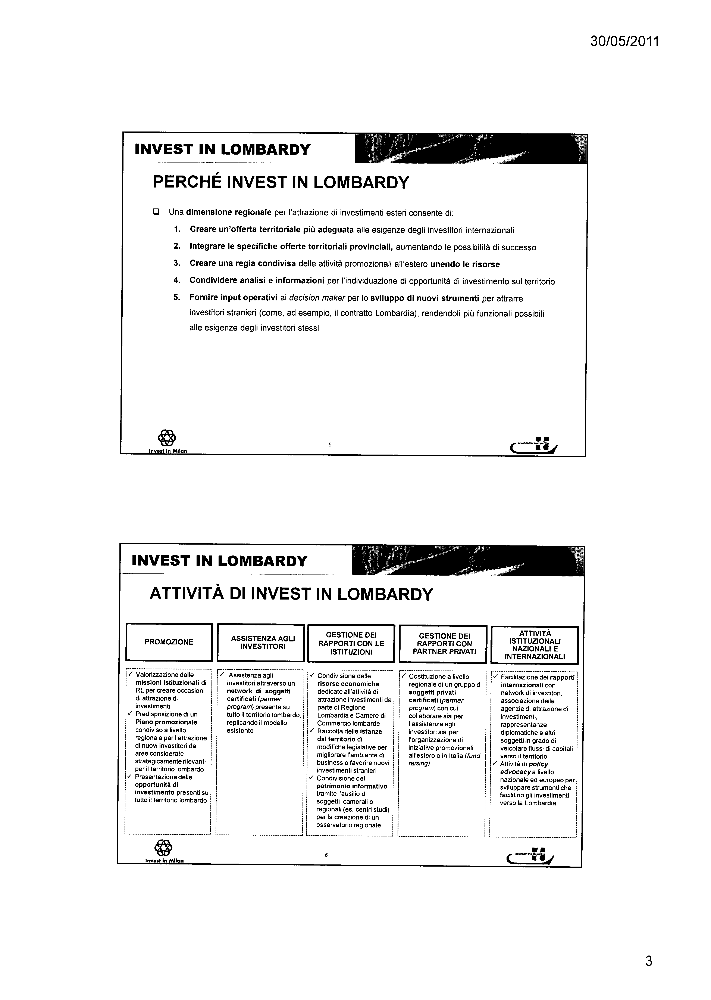 30/05/2011
INVEST IN LOMBARDY
PERCHÉ INVEST IN LOMBARDY
Una dimensione regionale per l'attrazione di investimenti esteri consente di:
1. Creare un'offerta territoriale più adeguata alle esigenze degli investitori internazionali
2. Integrare le specifiche offerte territoriali provinciali, aumentando le possibilità di successo
3. Creare una regia condivisa delle attività promozionali all'estero unendo le risorse
4. Condividere analisi e informazioni per l'individuazione di opportunità di investimento sul territorio
5. Fornire input operativi ai decision maker per lo sviluppo di nuovi strumenti per attrarre
investitori stranieri (come, ad esempio, il contratto Lombardia), rendendoli più funzionali possibili
alle esigenze degli investitori stessi
Invest in Milan
5
unioncamerelombardia
INVEST IN LOMBARDY
ATTIVITÀ DI INVEST IN LOMBARDY
PROMOZIONE
✓ Valorizzazione delle
missioni istituzionali di
RL per creare occasioni
di attrazione di
investimenti
✓ Predisposizione di un
Piano promozionale
condiviso a livello
regionale per l'attrazione
di nuovi investitori da
aree considerate
strategicamente rilevanti
per il territorio lombardo
✓ Presentazione delle
opportunità di
investimento presenti su
tutto il territorio lombardo
ASSISTENZA AGLI
INVESTITORI
✓ Assistenza agli
investitori attraverso un
network di soggetti
certificati (partner
program) presente su
tutto il territorio lombardo,
replicando il modello
esistente
GESTIONE DEI
RAPPORTI CON LE
ISTITUZIONI
✓ Condivisione delle
risorse economiche
dedicate all'attività di
attrazione investimenti da
parte di Regione
Lombardia e Camere di
Commercio lombarde
✓ Raccolta delle istanze
dal territorio di
modifiche legislative per
migliorare l'ambiente di
business e favorire nuovi
investimenti stranieri
✓ Condivisione del
patrimonio informativo
tramite l'ausilio di
soggetti camerali o
regionali (es. centri studi)
per la creazione di un
osservatorio regionale
GESTIONE DEI
RAPPORTI CON
PARTNER PRIVATI
✓ Costituzione a livello
regionale di un gruppo di
soggetti privati
certificati (partner
program) con cui
collaborare sia per
l'assistenza agli
investitori sia per
l'organizzazione di
iniziative promozionali
all'estero e in Italia (fund
raising)
ATTIVITÀ
ISTITUZIONALI
NAZIONALI E
INTERNAZIONALI
✓ Facilitazione dei rapporti
internazionali con
network di investitori,
associazione delle
agenzie di attrazione di
investimenti,
rappresentanze
diplomatiche e altri
soggetti in grado di
veicolare flussi di capitali
verso il territorio
✓ Attività di policy
advocacy a livello
nazionale ed europeo per
sviluppare strumenti che
facilitino gli investimenti
verso la Lombardia
Invest in Milan
6
unioncamerelombardia
3